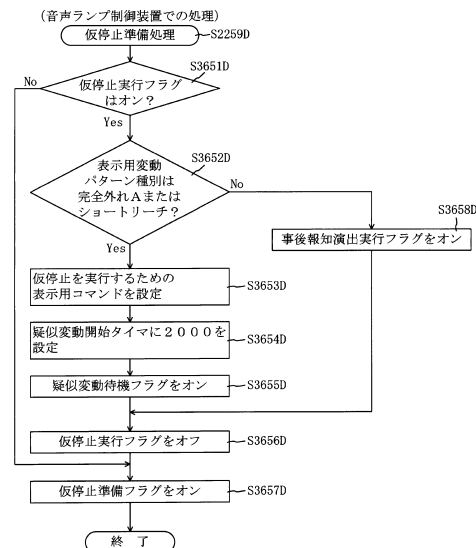 (音声ランプ制御装置での処理)
仮停止準備処理
S2259D
S3651D
No
仮停止実行フラグ
はオン?
Yes
S3652D
表示用変動
パターン種別は
完全外れAまたは
ショートリーチ?
No
Yes
S3658D
事後報知演出実行フラグをオン
仮停止を実行するための
表示用コマンドを設定
S3653D
疑似変動開始タイマに2000を
設定
S3654D
疑似変動待機フラグをオン
S3655D
仮停止実行フラグをオフ
S3656D
仮停止準備フラグをオン
S3657D
終 了